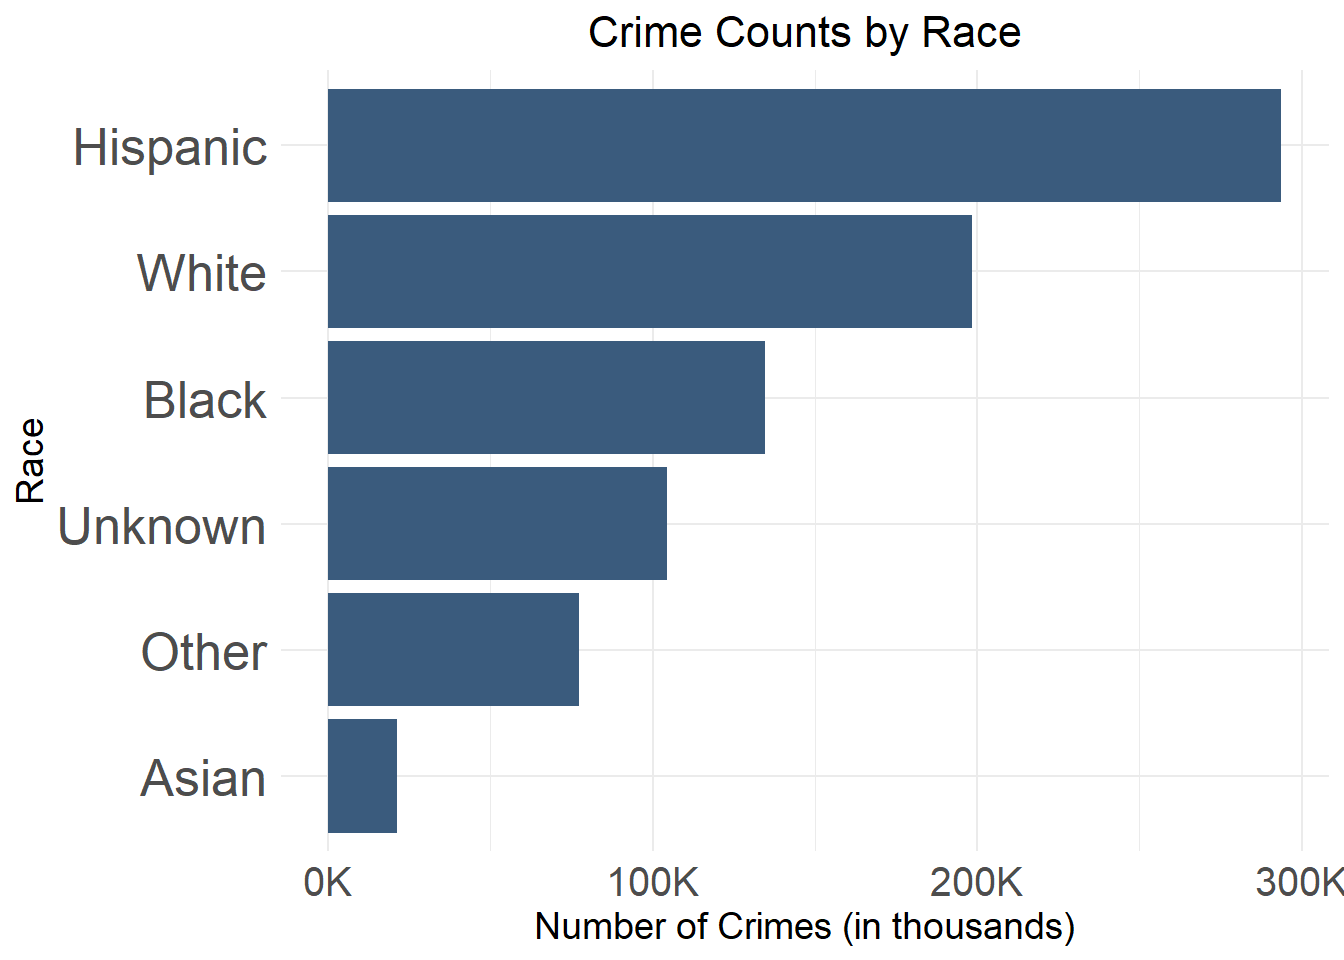 Crime Counts by Race
Hispanic
White
Black
Unknown
Other
Asian
Race
0K 100K 200K 300K
Number of Crimes (in thousands)